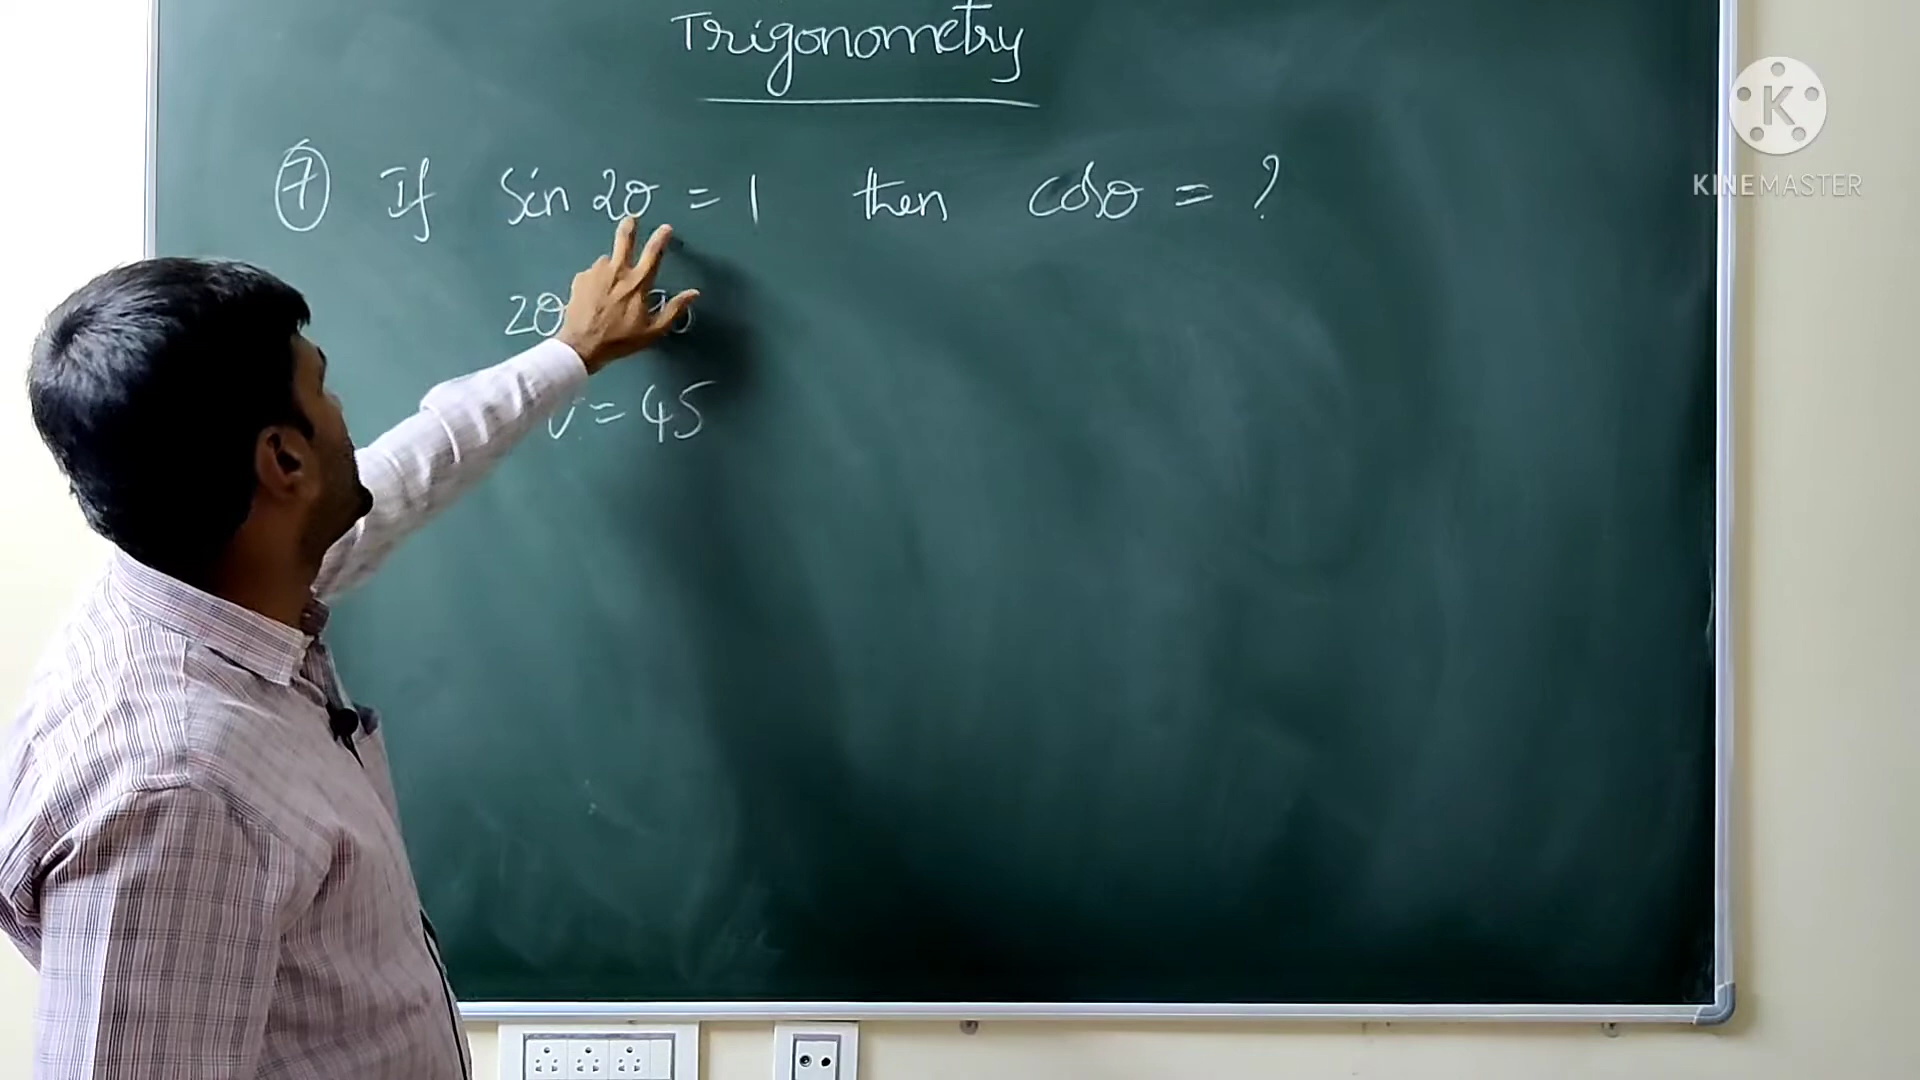 Trigonometry
⑦ If sin 2θ = 1 then cosθ = ?
2θ
= 45
K
KINEMASTER